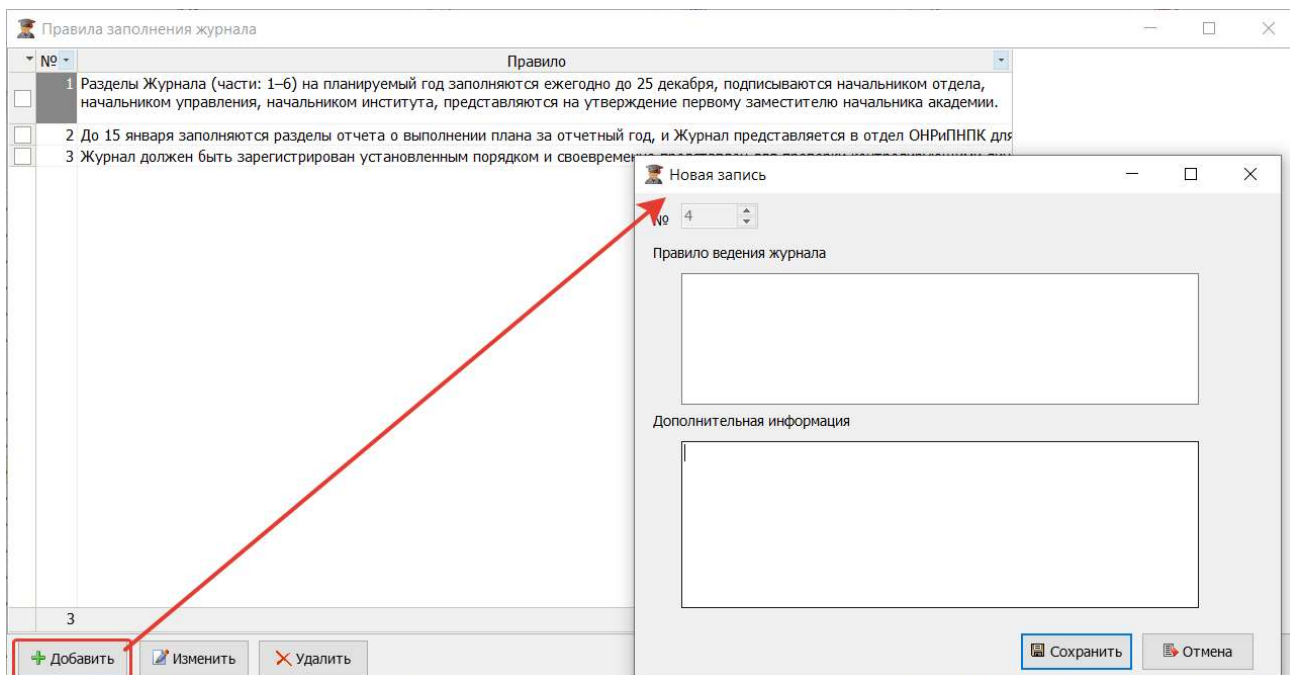 Правила заполнения журнала
№ Правило
1 Разделы Журнала (части: 1–6) на планируемый год заполняются ежегодно до 25 декабря, подписываются начальником отдела,
начальником управления, начальником института, представляются на утверждение первому заместителю начальника академии.
2 До 15 января заполняются разделы отчета о выполнении плана за отчетный год, и Журнал представляется в отдел ОНРиПНПК для
3 Журнал должен быть зарегистрирован установленным порядком и
Новая запись
№ 4
Правило ведения журнала
Дополнительная информация
3
Добавить Изменить Удалить
Сохранить Отмена